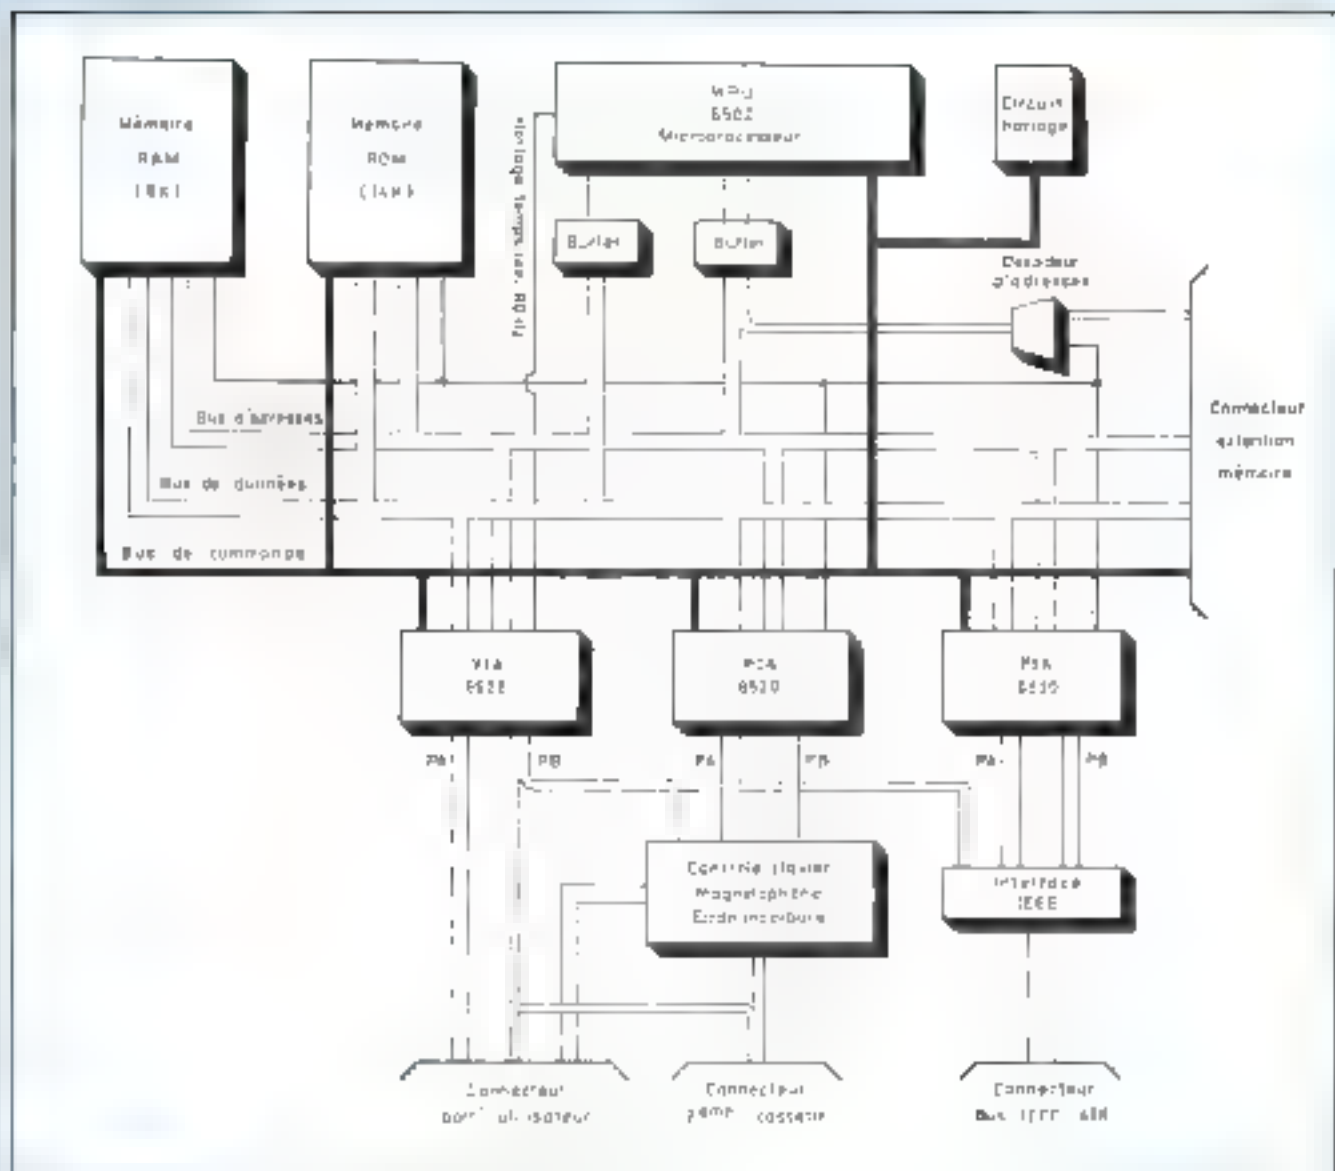 Mémoire
RAM
Mémoire
ROM
MPU
6502
Microprocesseur
Circuit
horloge
Buffer
Buffer
Décodeur
d'adresses
Bus d'adresses
Bus de données
Bus de commande
Connecteur
extention
mémoire
VIA
6522
PIA
6520
PIA
6520
PA
PB
PA
PB
PA
PB
Contrôle clavier
Magnétophone
Interface
IEEE
Connecteur
port utilisateur
Connecteur
cassette
Connecteur
Bus IEEE 488